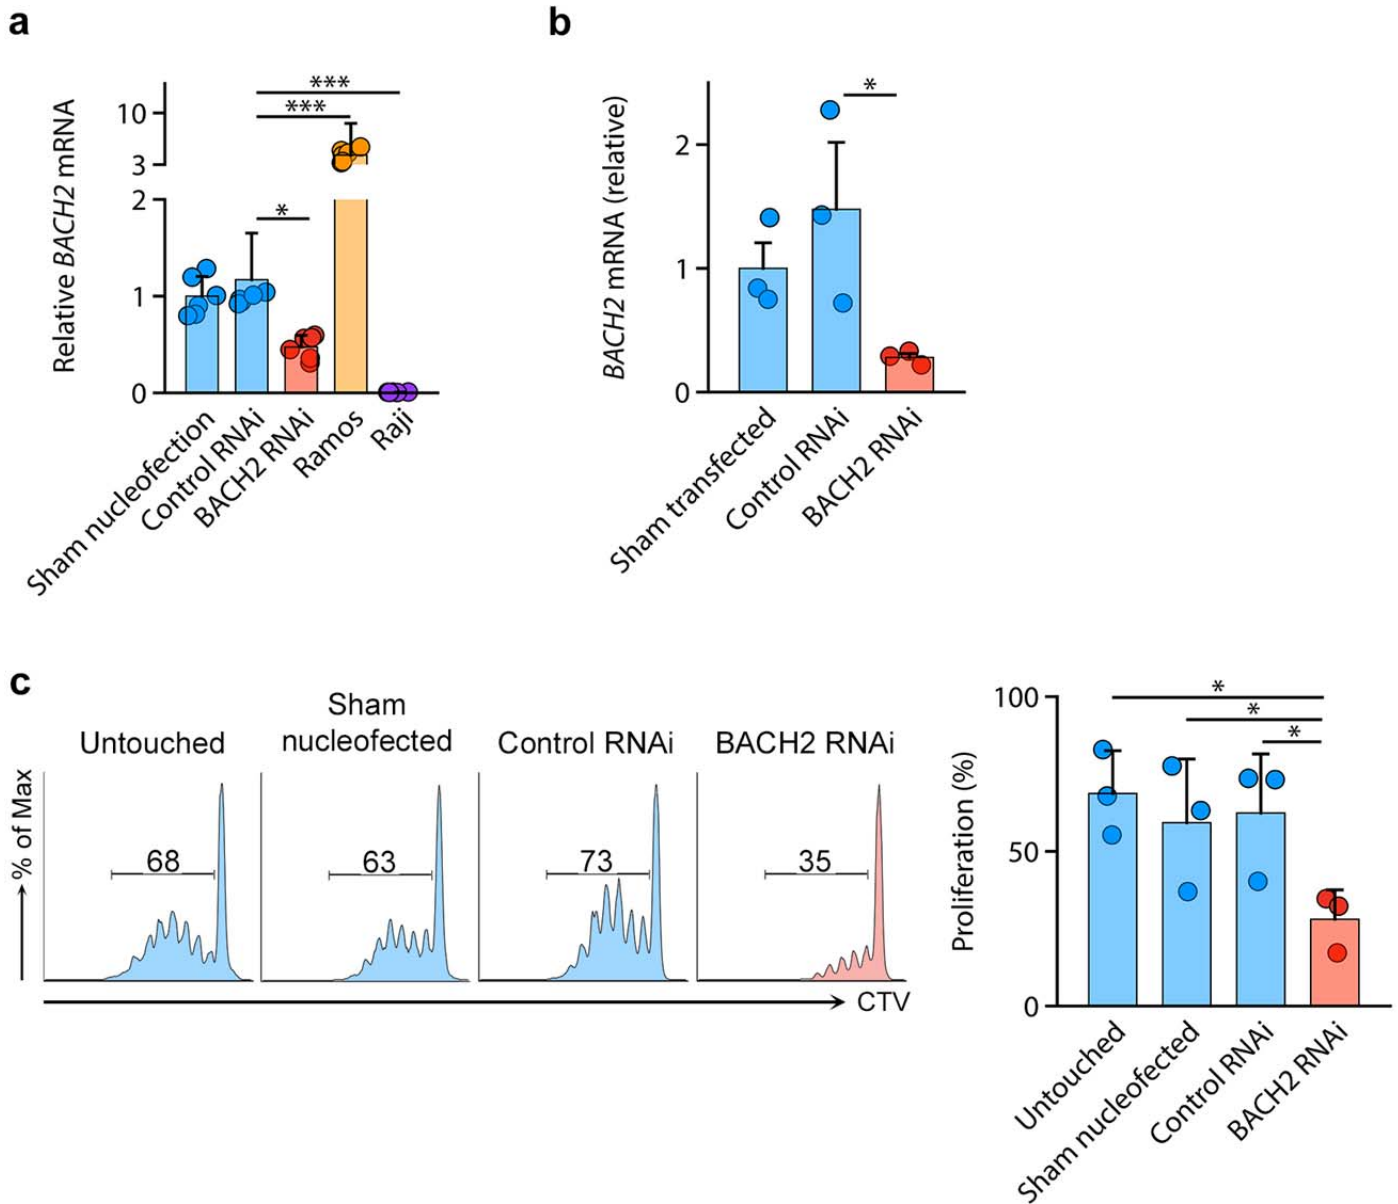 a
Relative BACH2 mRNA
10
3
2
1
0
***
***
*
Sham nucleofection
Control RNAi
BACH2 RNAi
Ramos
Raji
b
BACH2 mRNA (relative)
2
1
0
*
Sham transfected
Control RNAi
BACH2 RNAi
c
% of Max
Untouched
68
Sham
nucleofected
63
Control RNAi
73
BACH2 RNAi
35
CTV
Proliferation (%)
100
50
0
*
*
*
Untouched
Sham nucleofected
Control RNAi
BACH2 RNAi